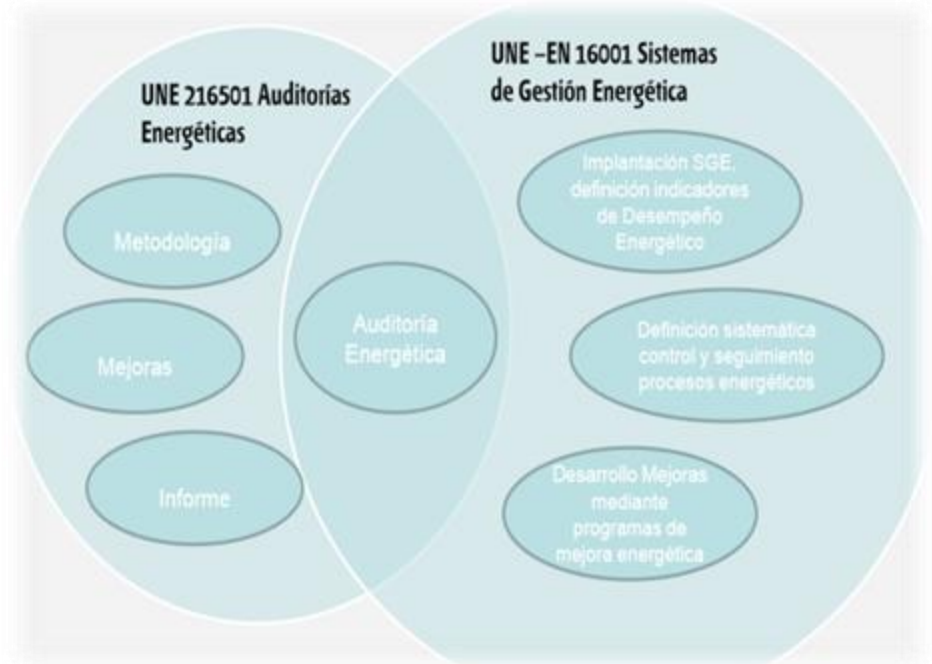 UNE 216501 Auditorías
Energéticas
Metodología
Mejoras
Informe
Auditoría
Energética
UNE –EN 16001 Sistemas
de Gestión Energética
Implantación SGE,
definición indicadores
de Desempeño
Energético
Definición sistemática
control y seguimiento
procesos energéticos
Desarrollo Mejoras
mediante
programas de
mejora energética